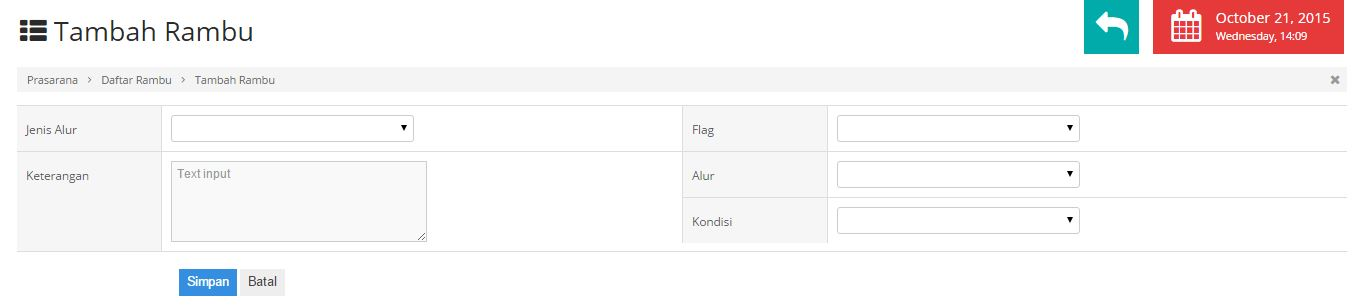 Tambah Rambu
October 21, 2015
Wednesday, 14:09
Prasarana > Daftar Rambu > Tambah Rambu
Jenis Alur
Flag
Keterangan
Text input
Alur
Kondisi
Simpan
Batal